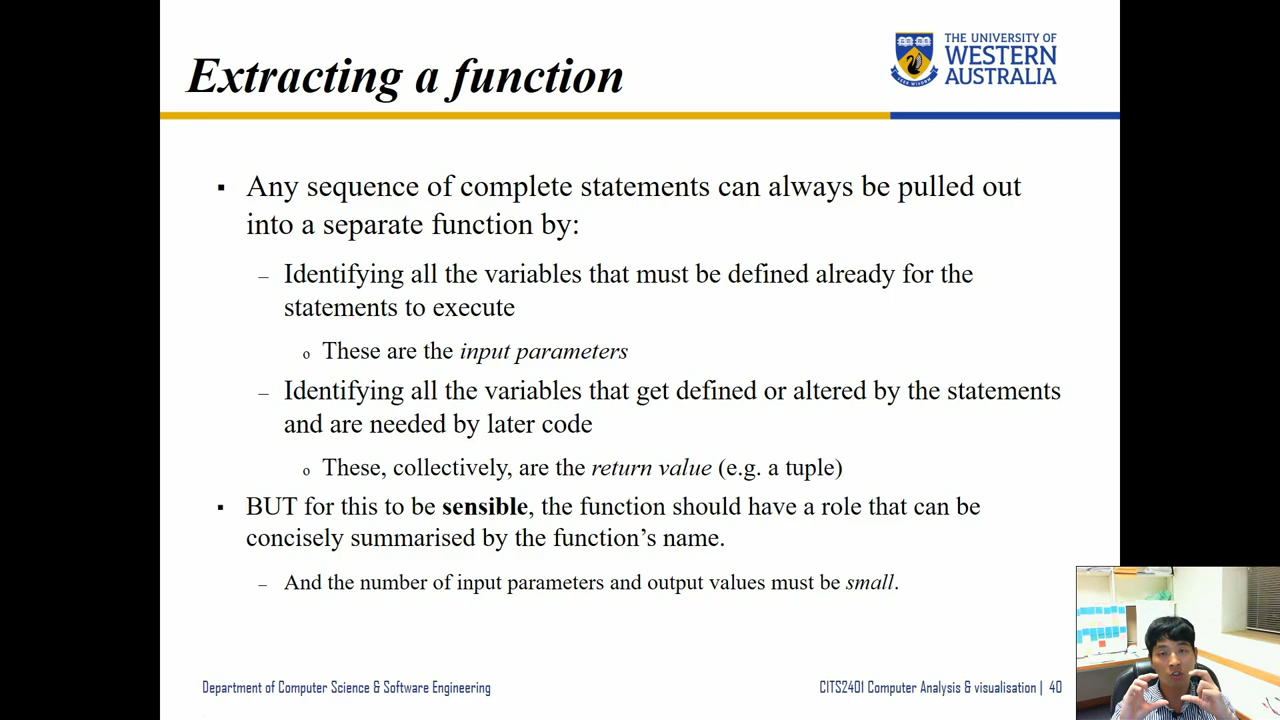 THE UNIVERSITY OF
WESTERN
AUSTRALIA
Extracting a function
▪ Any sequence of complete statements can always be pulled out
into a separate function by:
– Identifying all the variables that must be defined already for the
statements to execute
o These are the input parameters
– Identifying all the variables that get defined or altered by the statements
and are needed by later code
o These, collectively, are the return value (e.g. a tuple)
▪ BUT for this to be sensible, the function should have a role that can be
concisely summarised by the function’s name.
– And the number of input parameters and output values must be small.
Department of Computer Science & Software Engineering
CITS2401 Computer Analysis & visualisation | 40